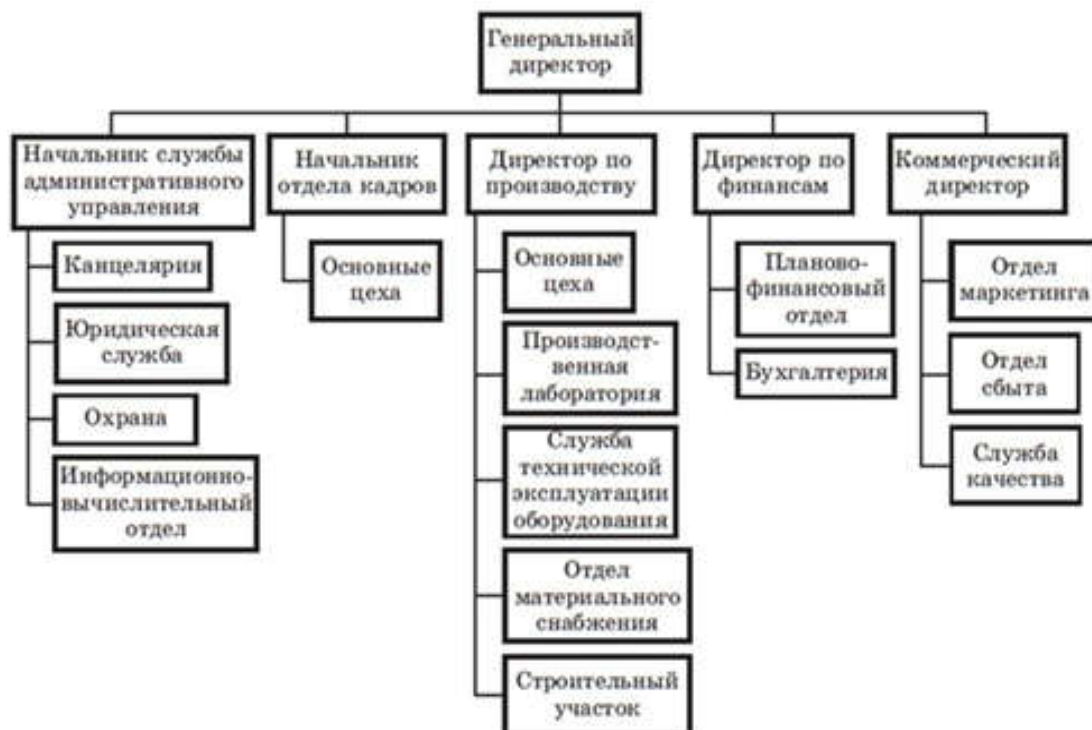 Генеральный
директор
Начальник службы
административного
управления
Начальник
отдела кадров
Директор по
производству
Директор по
финансам
Коммерческий
директор
Канцелярия
Юридическая
служба
Охрана
Информационно-
вычислительный
отдел
Основные
цеха
Основные
цеха
Производст-
венная
лаборатория
Служба
технической
эксплуатации
оборудования
Отдел
материального
снабжения
Строительный
участок
Планово-
финансовый
отдел
Бухгалтерия
Отдел
маркетинга
Отдел
сбыта
Служба
качества